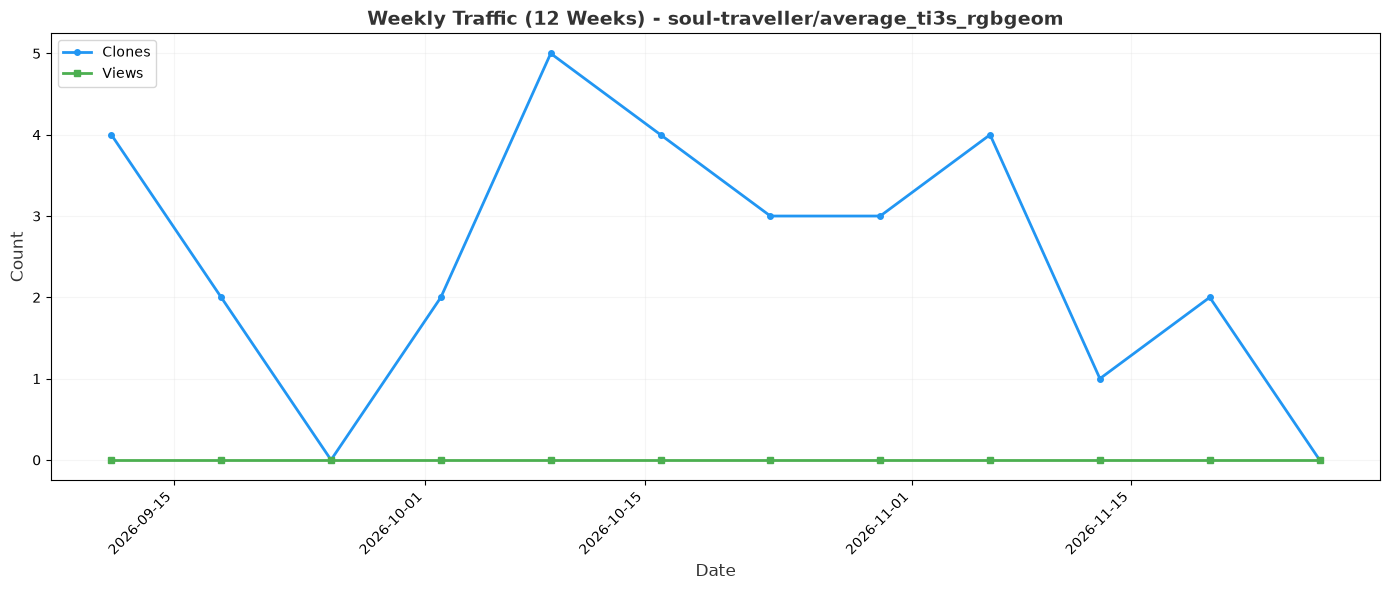 Weekly Traffic (12 Weeks) - soul-traveller/average_ti3s_rgbgeom
Clones
Views
5
4
3
2
1
0
Count
2026-09-15
2026-10-01
2026-10-15
2026-11-01
2026-11-15
Date